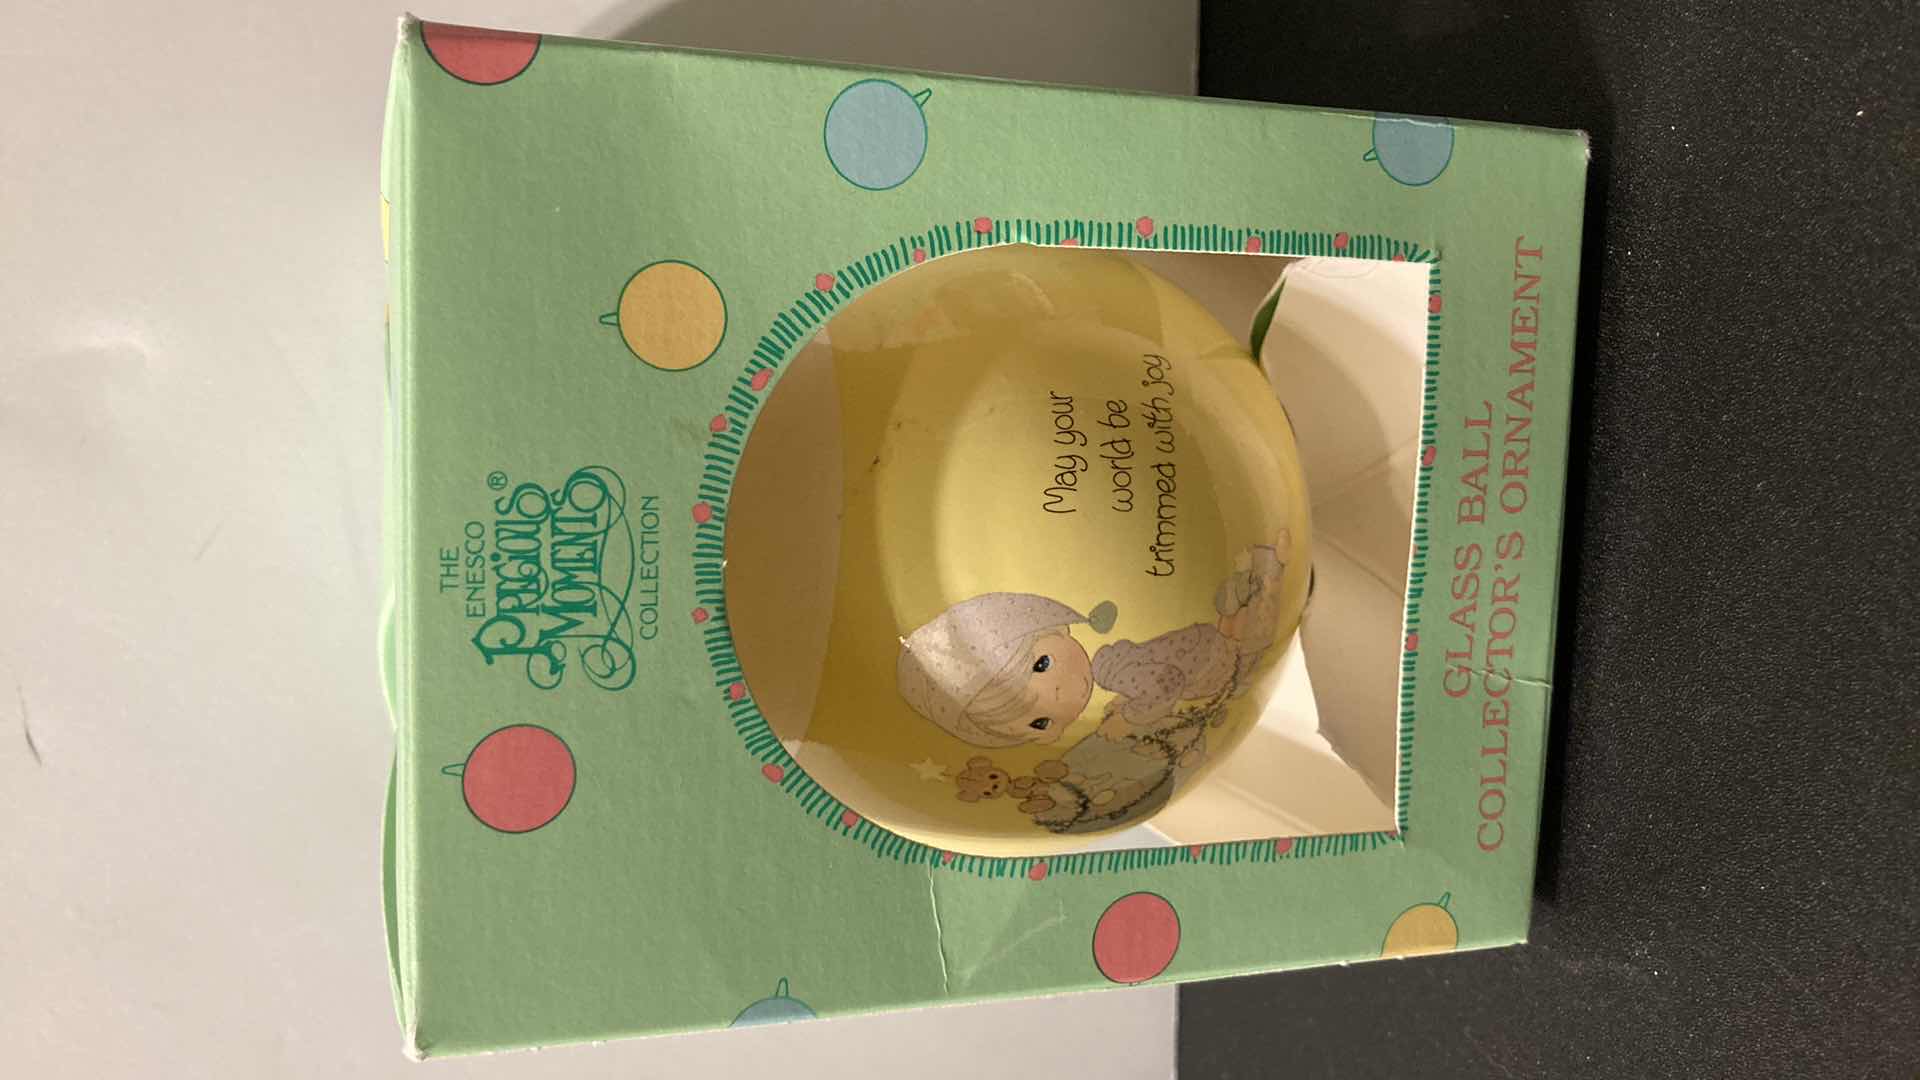 THE
ENESCO
PRECIOUS®
MOMENTS
COLLECTION
May your
world be
trimmed with joy
GLASS BALL
COLLECTOR'S ORNAMENT